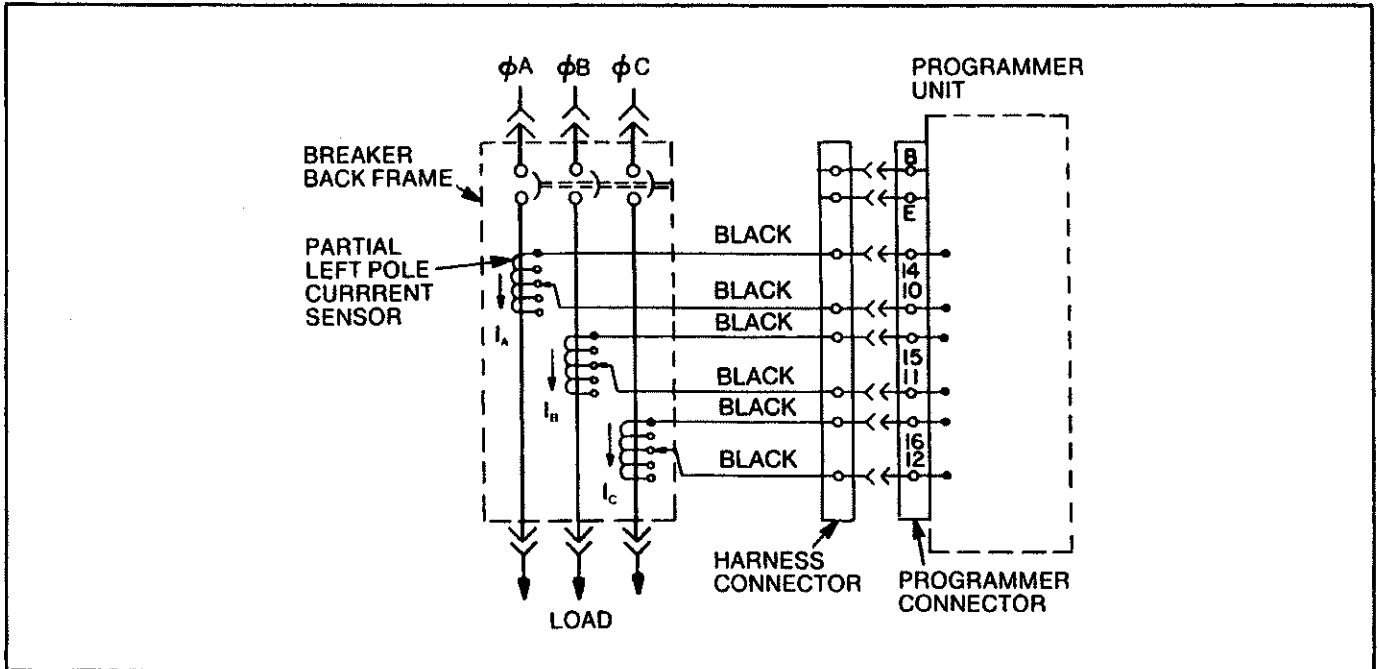 ϕA ϕB ϕC
PROGRAMMER
UNIT
BREAKER
BACK FRAME
B
E
PARTIAL
LEFT POLE
CURRRENT
SENSOR
BLACK
14
10
BLACK
BLACK
15
11
BLACK
BLACK
16
12
BLACK
IA
IB
IC
HARNESS
CONNECTOR
PROGRAMMER
CONNECTOR
LOAD